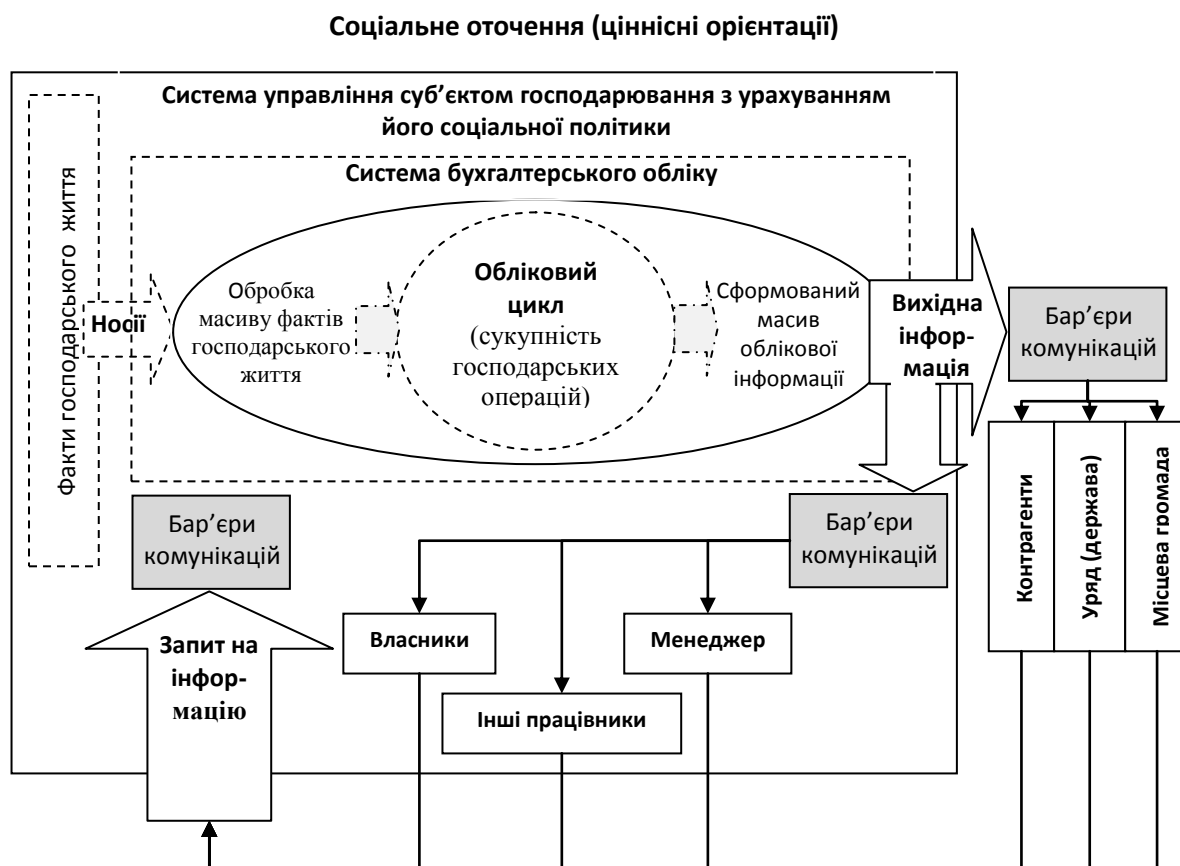 Соціальне оточення (ціннісні орієнтації)
Система управління суб’єктом господарювання з урахуванням
його соціальної політики
Система бухгалтерського обліку
Факти господарського життя
Носії
Обробка
масиву фактів
господарського
життя
Обліковий
цикл
(сукупність
господарських
операцій)
Сформований
масив
облікової
інформації
Вихідна
інфор-
мація
Бар’єри
комунікацій
Контрагенти
Уряд (держава)
Місцева громада
Бар’єри
комунікацій
Бар’єри
комунікацій
Запит на
інфор-
мацію
Власники
Менеджер
Інші працівники